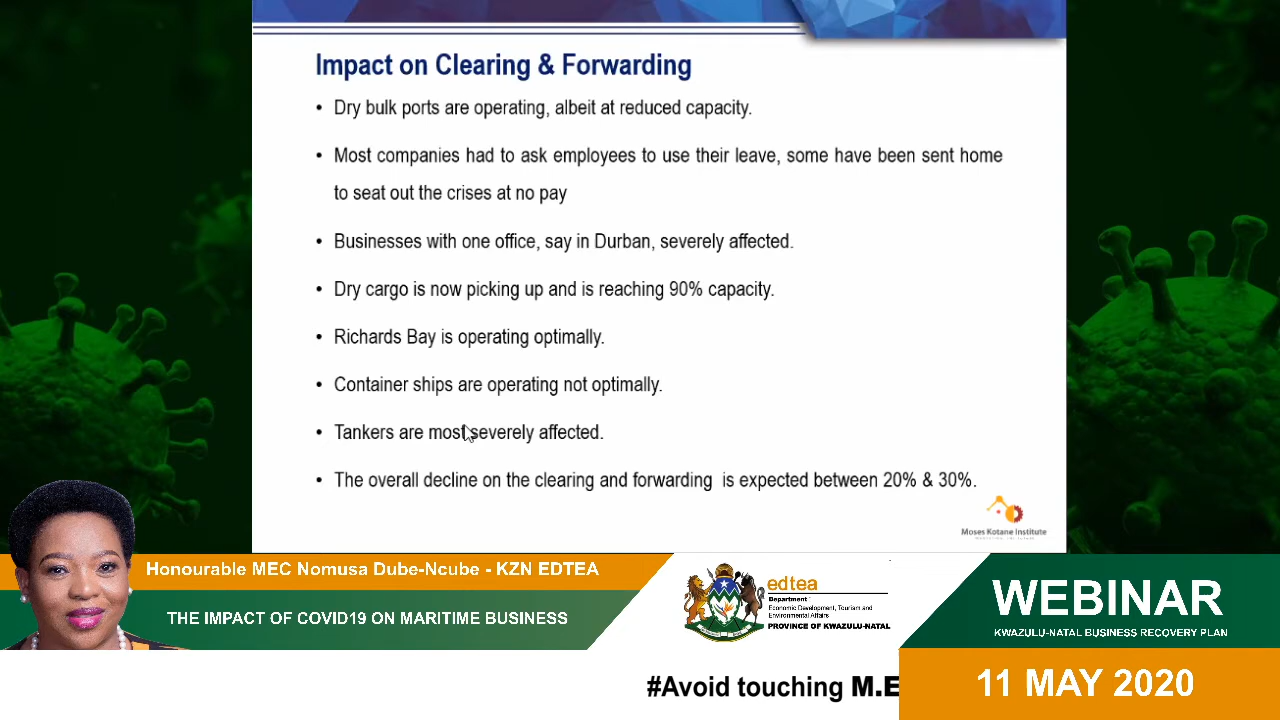 Impact on Clearing & Forwarding
• Dry bulk ports are operating, albeit at reduced capacity.
• Most companies had to ask employees to use their leave, some have been sent home
to seat out the crises at no pay
• Businesses with one office, say in Durban, severely affected.
• Dry cargo is now picking up and is reaching 90% capacity.
• Richards Bay is operating optimally.
• Container ships are operating not optimally.
• Tankers are most severely affected.
• The overall decline on the clearing and forwarding is expected between 20% & 30%.
Moses Kotane Institute
Honourable MEC Nomusa Dube-Ncube - KZN EDTEA
THE IMPACT OF COVID19 ON MARITIME BUSINESS
edtea
Department:
Economic Development, Tourism and
Environmental Affairs
PROVINCE OF KWAZULU-NATAL
WEBINAR
KWAZULU-NATAL BUSINESS RECOVERY PLAN
#Avoid touching M.E
11 MAY 2020